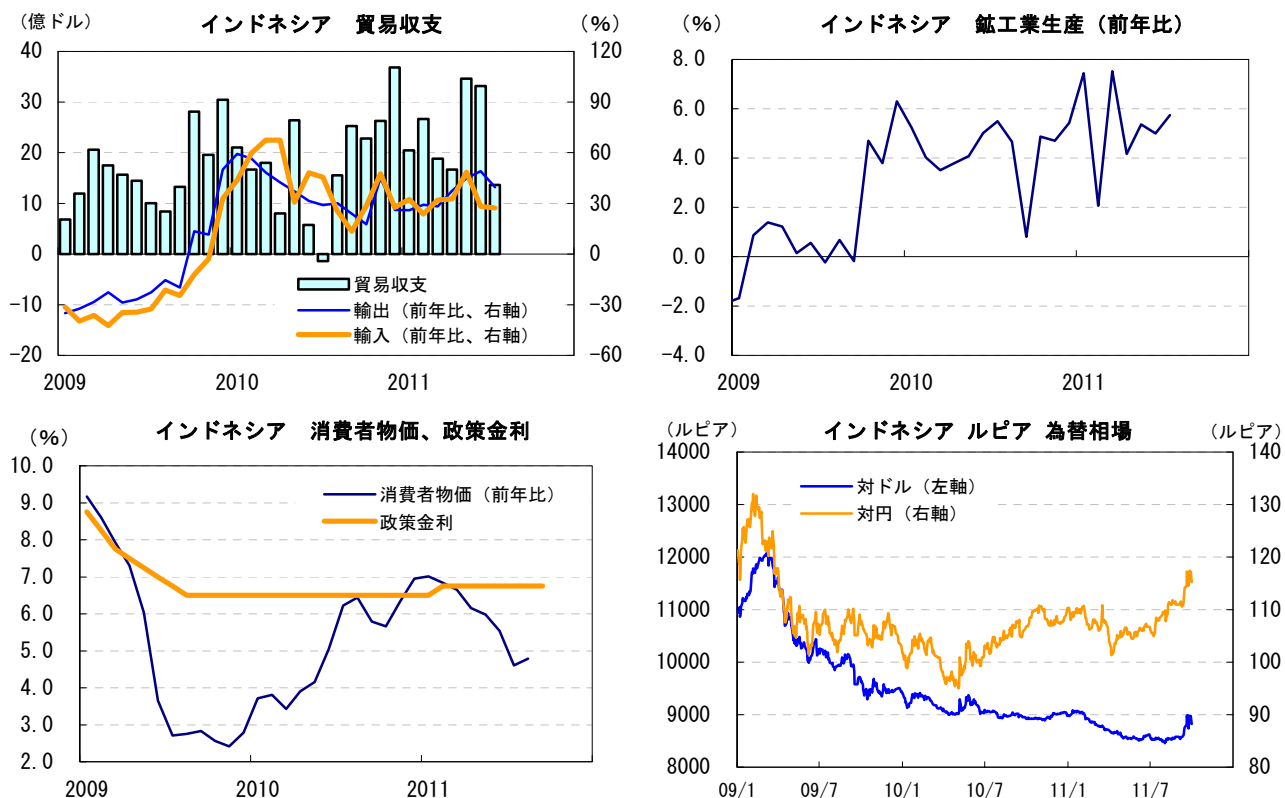 インドネシア 貿易収支
（億ドル）
（%）
40
30
20
10
0
-10
-20
120
90
60
30
0
-30
-60
貿易収支
輸出（前年比、右軸）
輸入（前年比、右軸）
2009 2010 2011
インドネシア 鉱工業生産（前年比）
（%）
8.0
6.0
4.0
2.0
0.0
-2.0
-4.0
2009 2010 2011
インドネシア 消費者物価、政策金利
（%）
10.0
9.0
8.0
7.0
6.0
5.0
4.0
3.0
2.0
消費者物価（前年比）
政策金利
2009 2010 2011
インドネシア ルピア 為替相場
（ルピア）
（ルピア）
14000
13000
12000
11000
10000
9000
8000
140
130
120
110
100
90
80
対ドル（左軸）
対円（右軸）
09/1 09/7 10/1 10/7 11/1 11/7